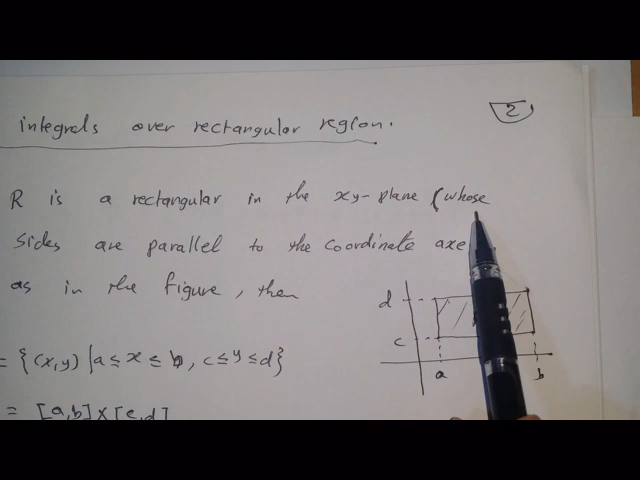 integrals over rectangular region.
2
R is a rectangular in the xy-plane (whose
sides are parallel to the coordinate axe
as in the figure, then
d
= {(x,y) | a ≤ x ≤ b, c ≤ y ≤ d}
c
a
b
= [a,b] X [c,d]